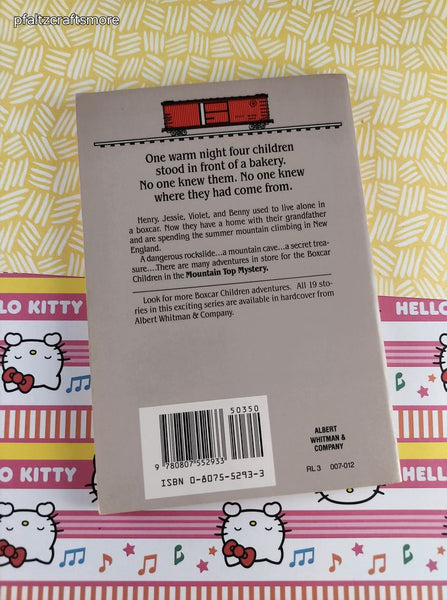 pfaltzcraftsmore
One warm night four children
stood in front of a bakery.
No one knew them. No one knew
where they had come from.
Henry, Jessie, Violet, and Benny used to live alone in
a boxcar. Now they have a home with their grandfather
and are spending the summer mountain climbing in New
England.
A dangerous rockslide...a mountain cave...a secret trea-
sure....There are many adventures in store for the Boxcar
Children in the Mountain Top Mystery.
Look for more Boxcar Children adventures. All 19 sto-
ries in this exciting series are available in hardcover from
Albert Whitman & Company.
50350
9 780807 552933
ISBN 0-8075-5293-3
ALBERT
WHITMAN &
COMPANY
RL 3 007-012
LO KITTY
HELLO
KITTY
HELLO